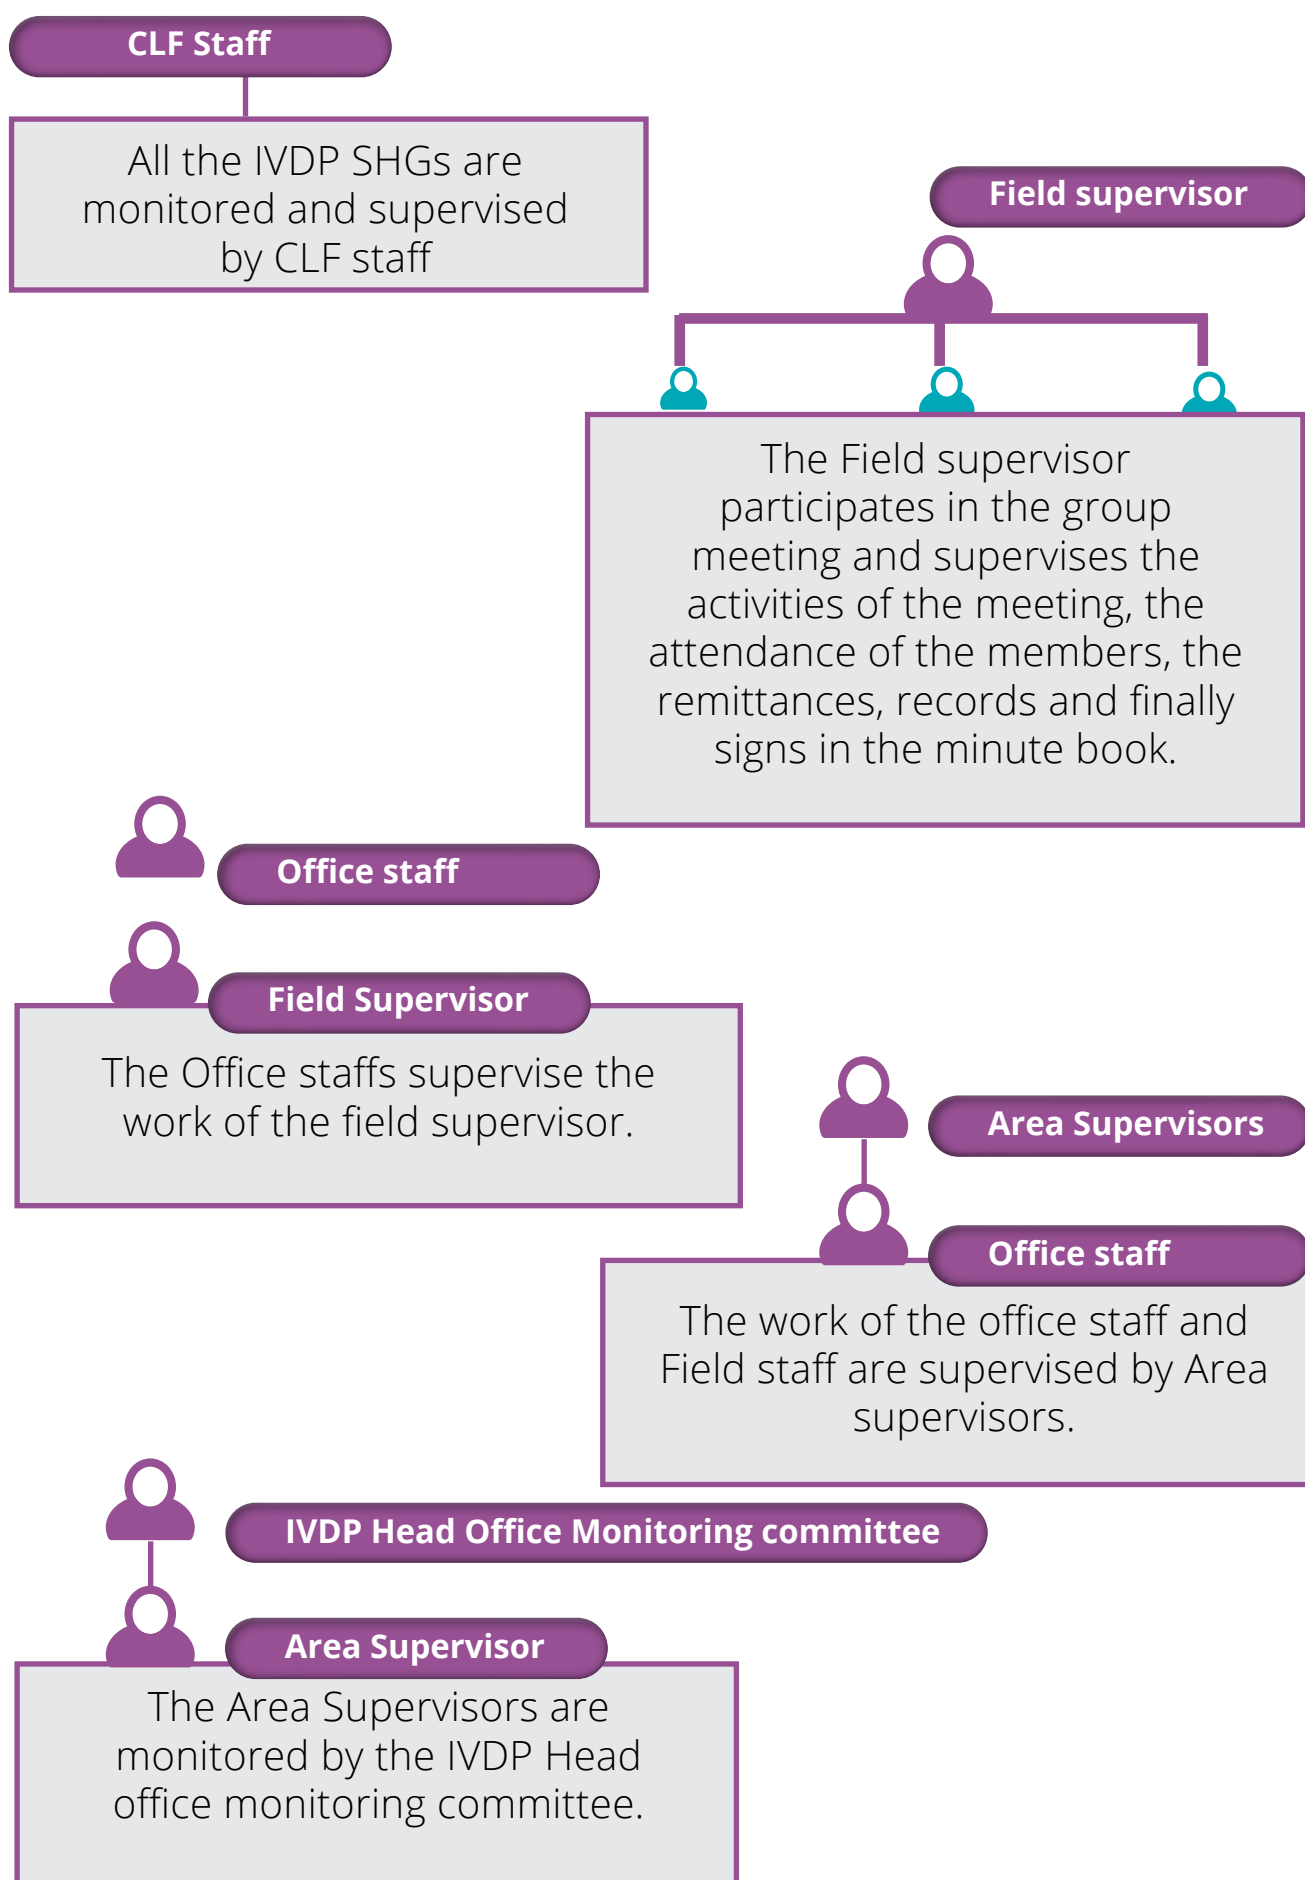 CLF Staff
All the IVDP SHGs are
monitored and supervised
by CLF staff
Field supervisor
The Field supervisor
participates in the group
meeting and supervises the
activities of the meeting, the
attendance of the members, the
remittances, records and finally
signs in the minute book.
Office staff
Field Supervisor
The Office staffs supervise the
work of the field supervisor.
Area Supervisors
Office staff
The work of the office staff and
Field staff are supervised by Area
supervisors.
IVDP Head Office Monitoring committee
Area Supervisor
The Area Supervisors are
monitored by the IVDP Head
office monitoring committee.